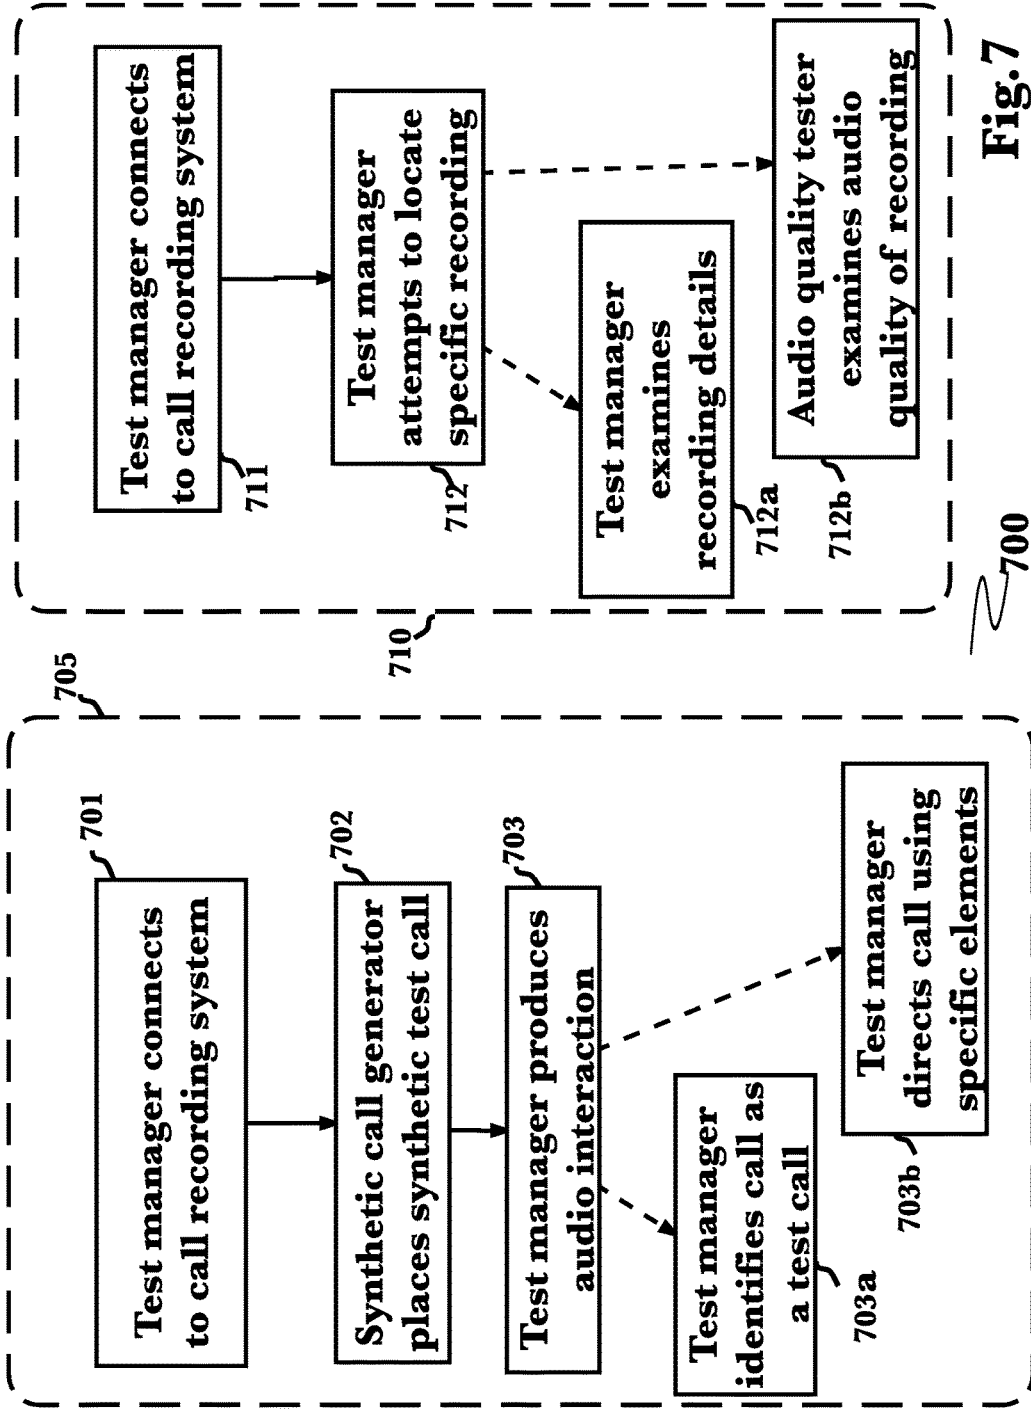 705
701
Test manager connects
to call recording system
702
Synthetic call generator
places synthetic test call
703
Test manager produces
audio interaction
Test manager
identifies call as
a test call
703a
Test manager
directs call using
specific elements
703b
710
Test manager connects
to call recording system
711
Test manager
attempts to locate
specific recording
712
Test manager
examines
recording details
712a
Audio quality tester
examines audio
quality of recording
712b
700
Fig.7